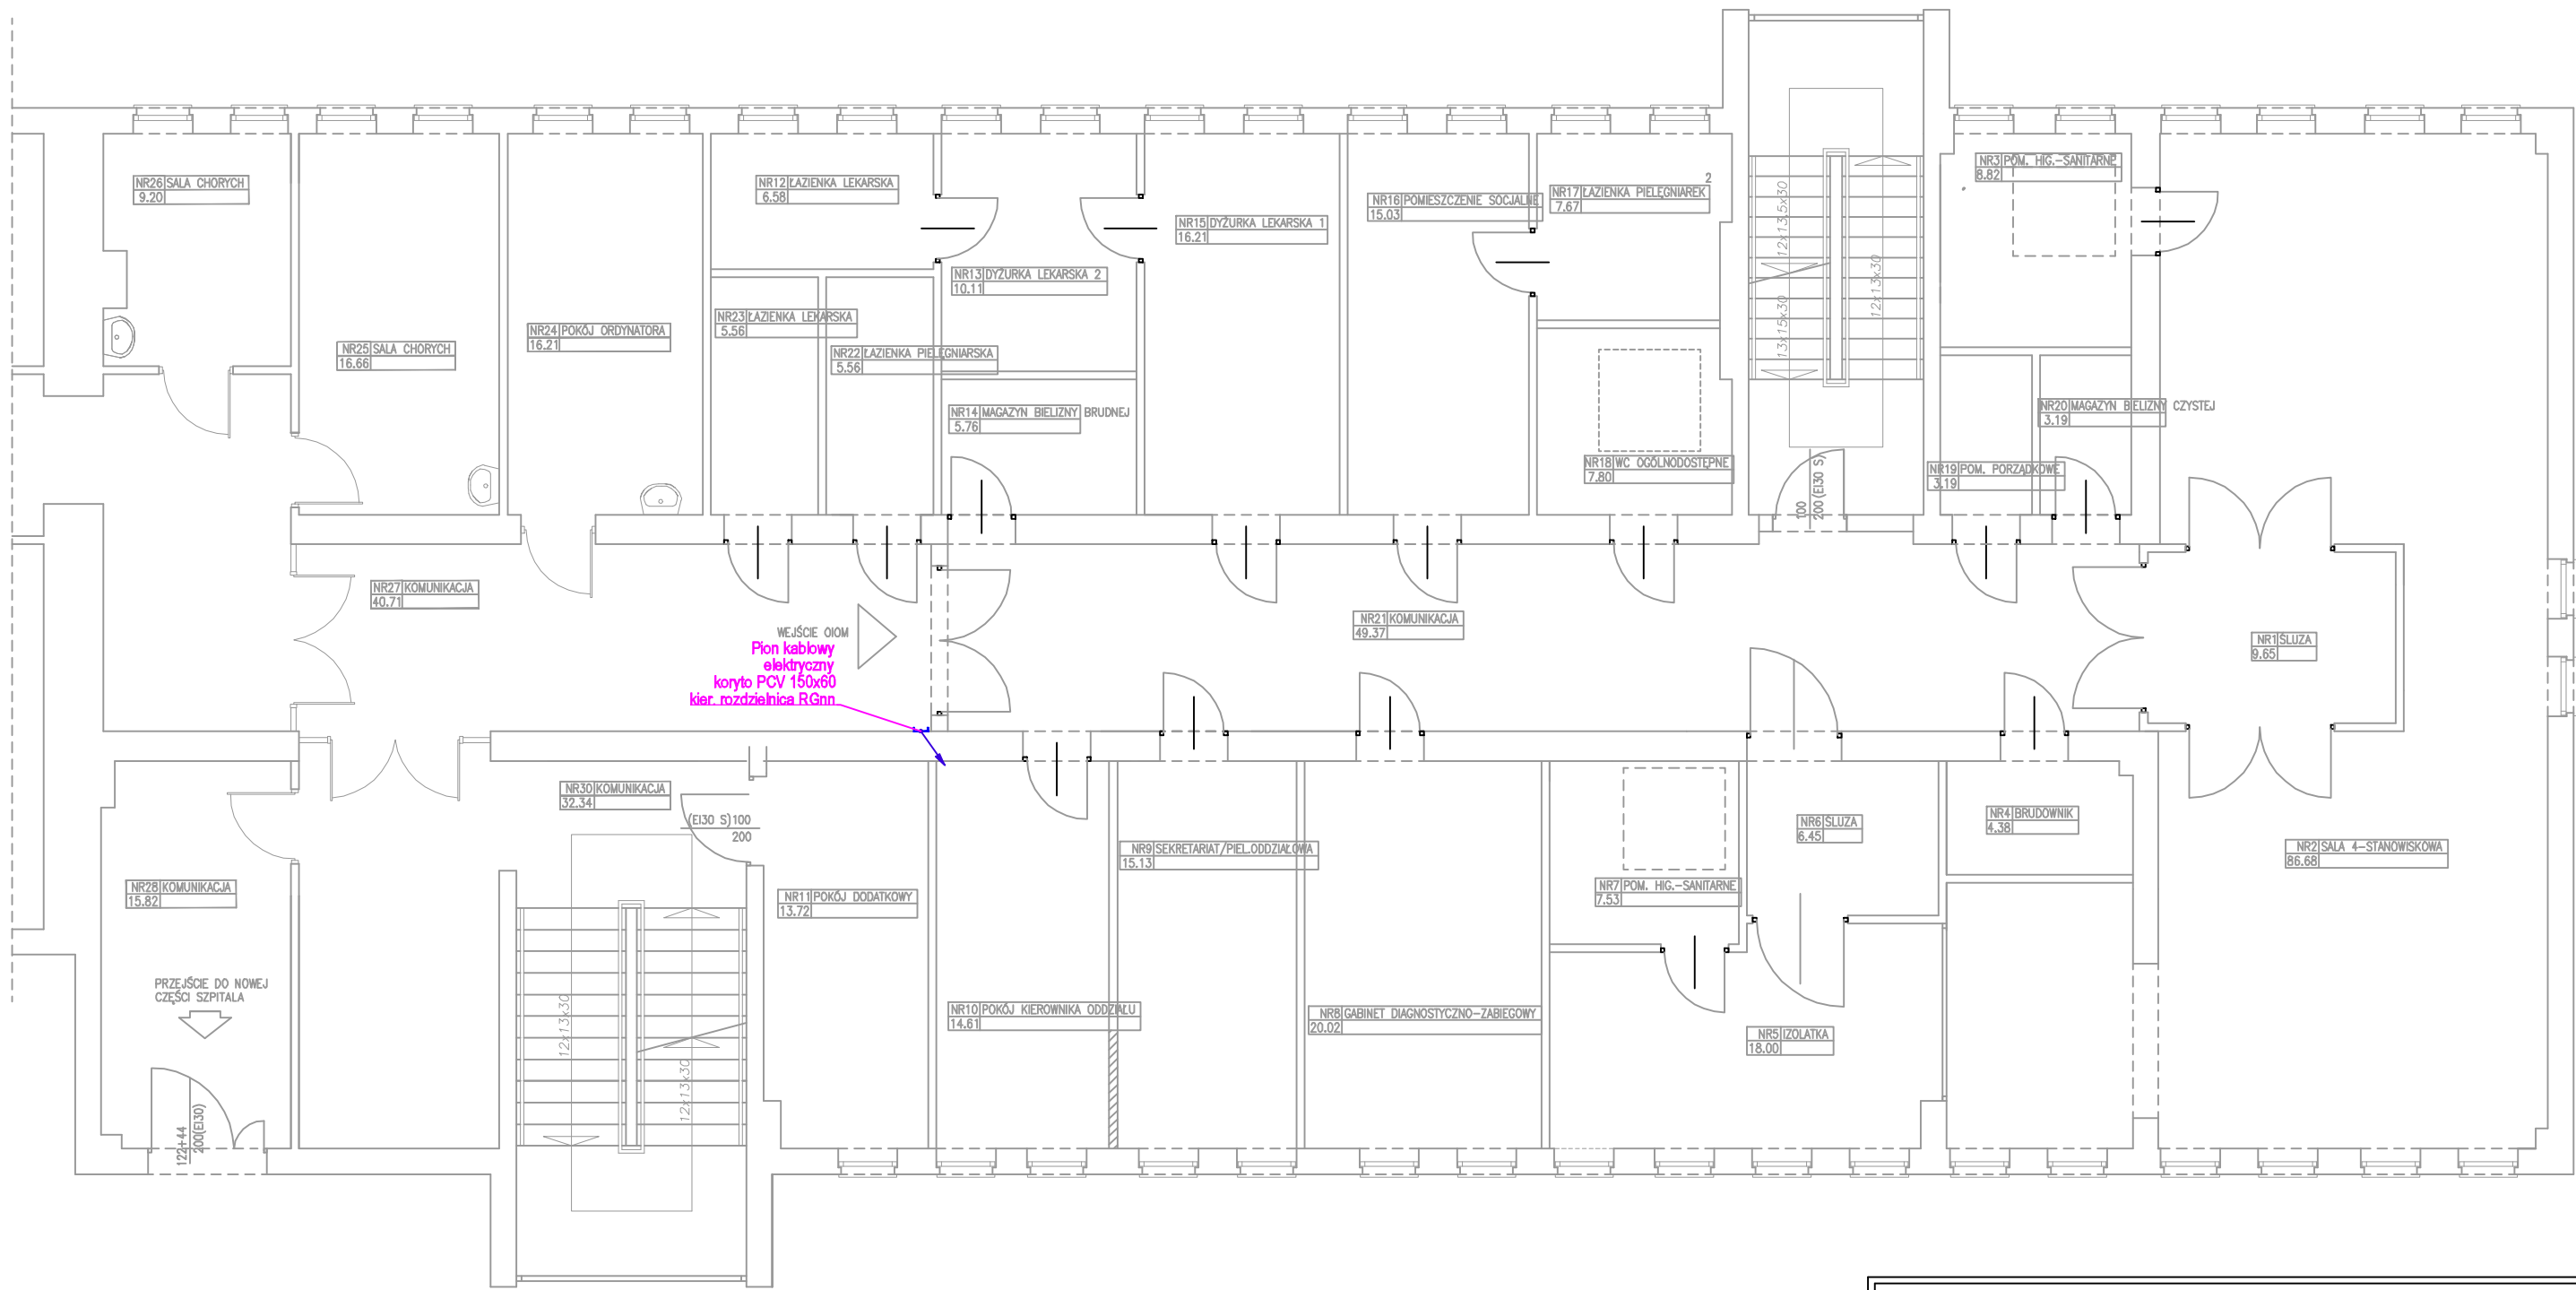 NR26 SALA CHORYCH
9.20
NR25 SALA CHORYCH
16.66
NR24 POKÓJ ORDYNATORA
16.21
NR12 ŁAZIENKA LEKARSKA
6.58
NR23 ŁAZIENKA LEKARSKA
5.56
NR22 ŁAZIENKA PIELĘGNIARSKA
5.56
NR13 DYŻURKA LEKARSKA 2
10.11
NR14 MAGAZYN BIELIZNY BRUDNEJ
5.76
NR15 DYŻURKA LEKARSKA 1
16.21
NR16 POMIESZCZENIE SOCJALNE
15.03
2
NR17 ŁAZIENKA PIELĘGNIAREK
7.67
NR18 WC OGÓLNODOSTĘPNE
7.80
12x13,5x30
13x15x30
12x13x30
100
200 (EI30 S)
NR3 POM. HIG.-SANITARNE
8.82
NR20 MAGAZYN BIELIZNY CZYSTEJ
3.19
NR19 POM. PORZĄDKOWE
3.19
NR27 KOMUNIKACJA
40.71
WEJŚCIE OIOM
Pion kablowy
elektryczny
koryto PCV 150x60
kier. rozdzielnica RGnn
NR21 KOMUNIKACJA
49.37
NR1 ŚLUZA
9.65
NR30 KOMUNIKACJA
32.34
(EI30 S) 100
200
NR28 KOMUNIKACJA
15.82
PRZEJŚCIE DO NOWEJ
CZĘŚCI SZPITALA
122+44
200(EI30)
12x13x30
12x13x30
NR11 POKÓJ DODATKOWY
13.72
NR10 POKÓJ KIEROWNIKA ODDZIAŁU
14.61
NR9 SEKRETARIAT/PIEL.ODDZIAŁOWA
15.13
NR8 GABINET DIAGNOSTYCZNO-ZABIEGOWY
20.02
NR7 POM. HIG.-SANITARNE
7.53
NR6 ŚLUZA
6.45
NR5 IZOLATKA
18.00
NR4 BRUDOWNIK
4.38
NR2 SALA 4-STANOWISKOWA
86.68